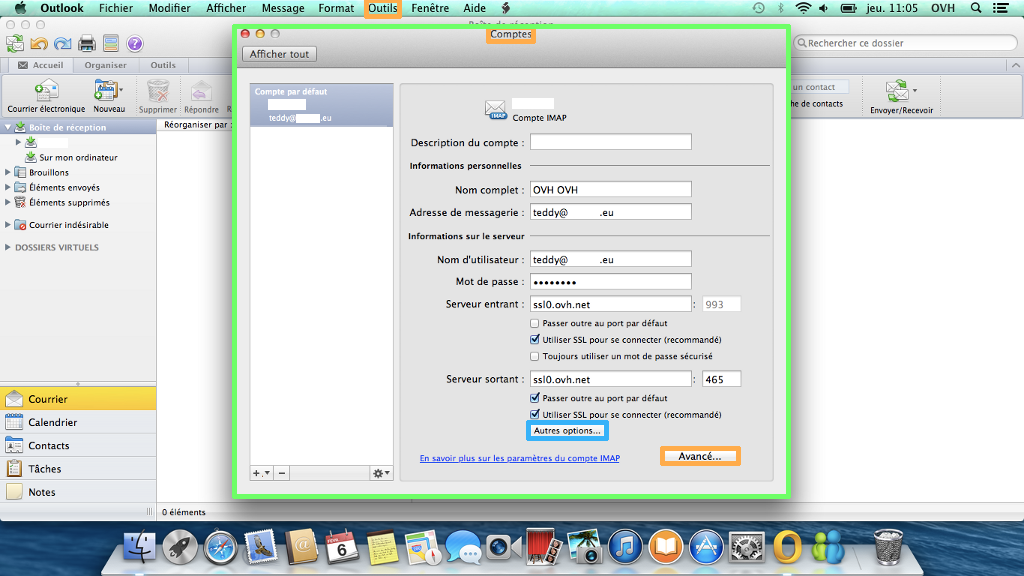 Outlook Fichier Modifier Afficher Message Format Outils Fenêtre Aide jeu. 11:05 OVH
Comptes
Rechercher ce dossier
Afficher tout
Accueil Organiser Outils
Courrier électronique Nouveau Supprimer Répondre
un contact
he de contacts
Envoyer/Recevoir
Boîte de réception
Sur mon ordinateur
Brouillons
Éléments envoyés
Éléments supprimés
Courrier indésirable
DOSSIERS VIRTUELS
Réorganiser par :
Compte par défaut
teddy@ .eu
Compte IMAP
IMAP
Description du compte :
Informations personnelles
Nom complet : OVH OVH
Adresse de messagerie : teddy@ .eu
Informations sur le serveur
Nom d'utilisateur : teddy@ .eu
Mot de passe : ••••••••
Serveur entrant : ssl0.ovh.net : 993
Passer outre au port par défaut
Utiliser SSL pour se connecter (recommandé)
Toujours utiliser un mot de passe sécurisé
Serveur sortant : ssl0.ovh.net : 465
Passer outre au port par défaut
Utiliser SSL pour se connecter (recommandé)
Autres options...
En savoir plus sur les paramètres du compte IMAP
Avancé...
Courrier
Calendrier
Contacts
Tâches
Notes
0 éléments
6